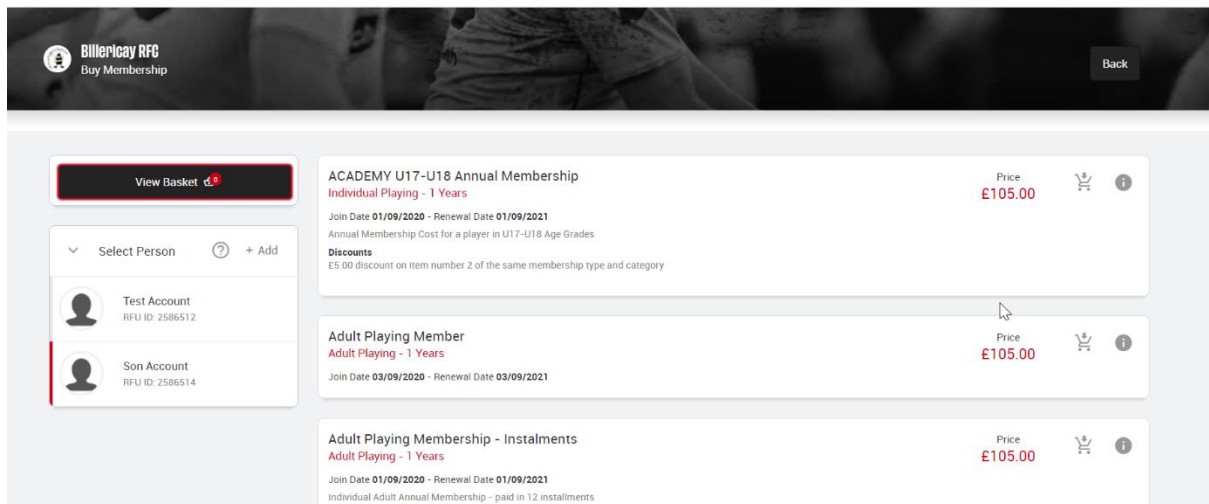 Billericay RFC
Buy Membership
Back
View Basket 0
Select Person ? + Add
Test Account
RFU ID: 2586512
Son Account
RFU ID: 2586514
ACADEMY U17-U18 Annual Membership
Individual Playing - 1 Years
Join Date 01/09/2020 - Renewal Date 01/09/2021
Annual Membership Cost for a player in U17-U18 Age Grades
Discounts
£5.00 discount on item number 2 of the same membership type and category
Price
£105.00
Adult Playing Member
Adult Playing - 1 Years
Join Date 03/09/2020 - Renewal Date 03/09/2021
Price
£105.00
Adult Playing Membership - Instalments
Adult Playing - 1 Years
Join Date 01/09/2020 - Renewal Date 01/09/2021
Individual Adult Annual Membership - paid in 12 installments
Price
£105.00